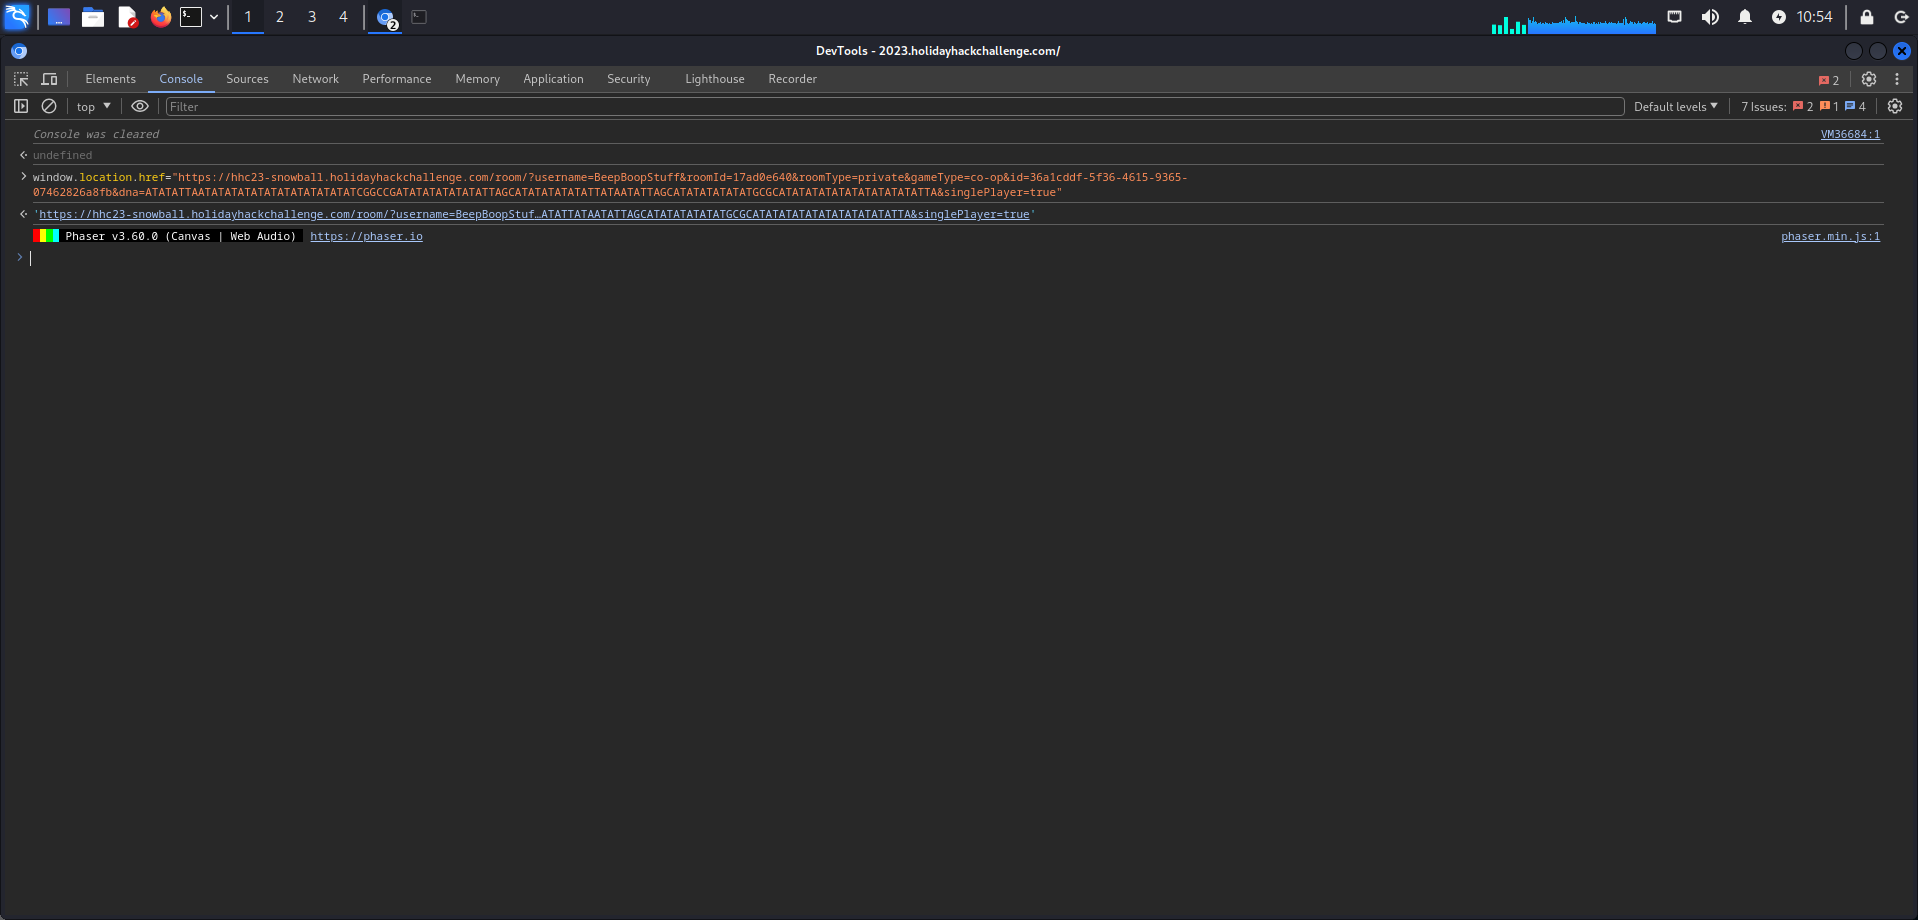 1 2 3 4 2 10:54
DevTools - 2023.holidayhackchallenge.com/
Elements Console Sources Network Performance Memory Application Security Lighthouse Recorder 2
top Filter Default levels 7 Issues: 2 1 4
Console was cleared VM36684:1
undefined
window.location.href="https://hhc23-snowball.holidayhackchallenge.com/room/?username=BeepBoopStuff&roomId=17ad0e640&roomType=private&gameType=co-op&id=36a1cddf-5f36-4615-9365-
07462826a8fb&dna=ATATATTAATATATATATATATATATATATATCGGCCGATATATATATATATTAGCATATATATATATTATAATATTAGCATATATATATATGCGCATATATATATATATATATATATTA&singlePlayer=true"
'https://hhc23-snowball.holidayhackchallenge.com/room/?username=BeepBoopStuf…ATATTATAATATTAGCATATATATATATGCGCATATATATATATATATATATATTA&singlePlayer=true'
Phaser v3.60.0 (Canvas | Web Audio) https://phaser.io phaser.min.js:1